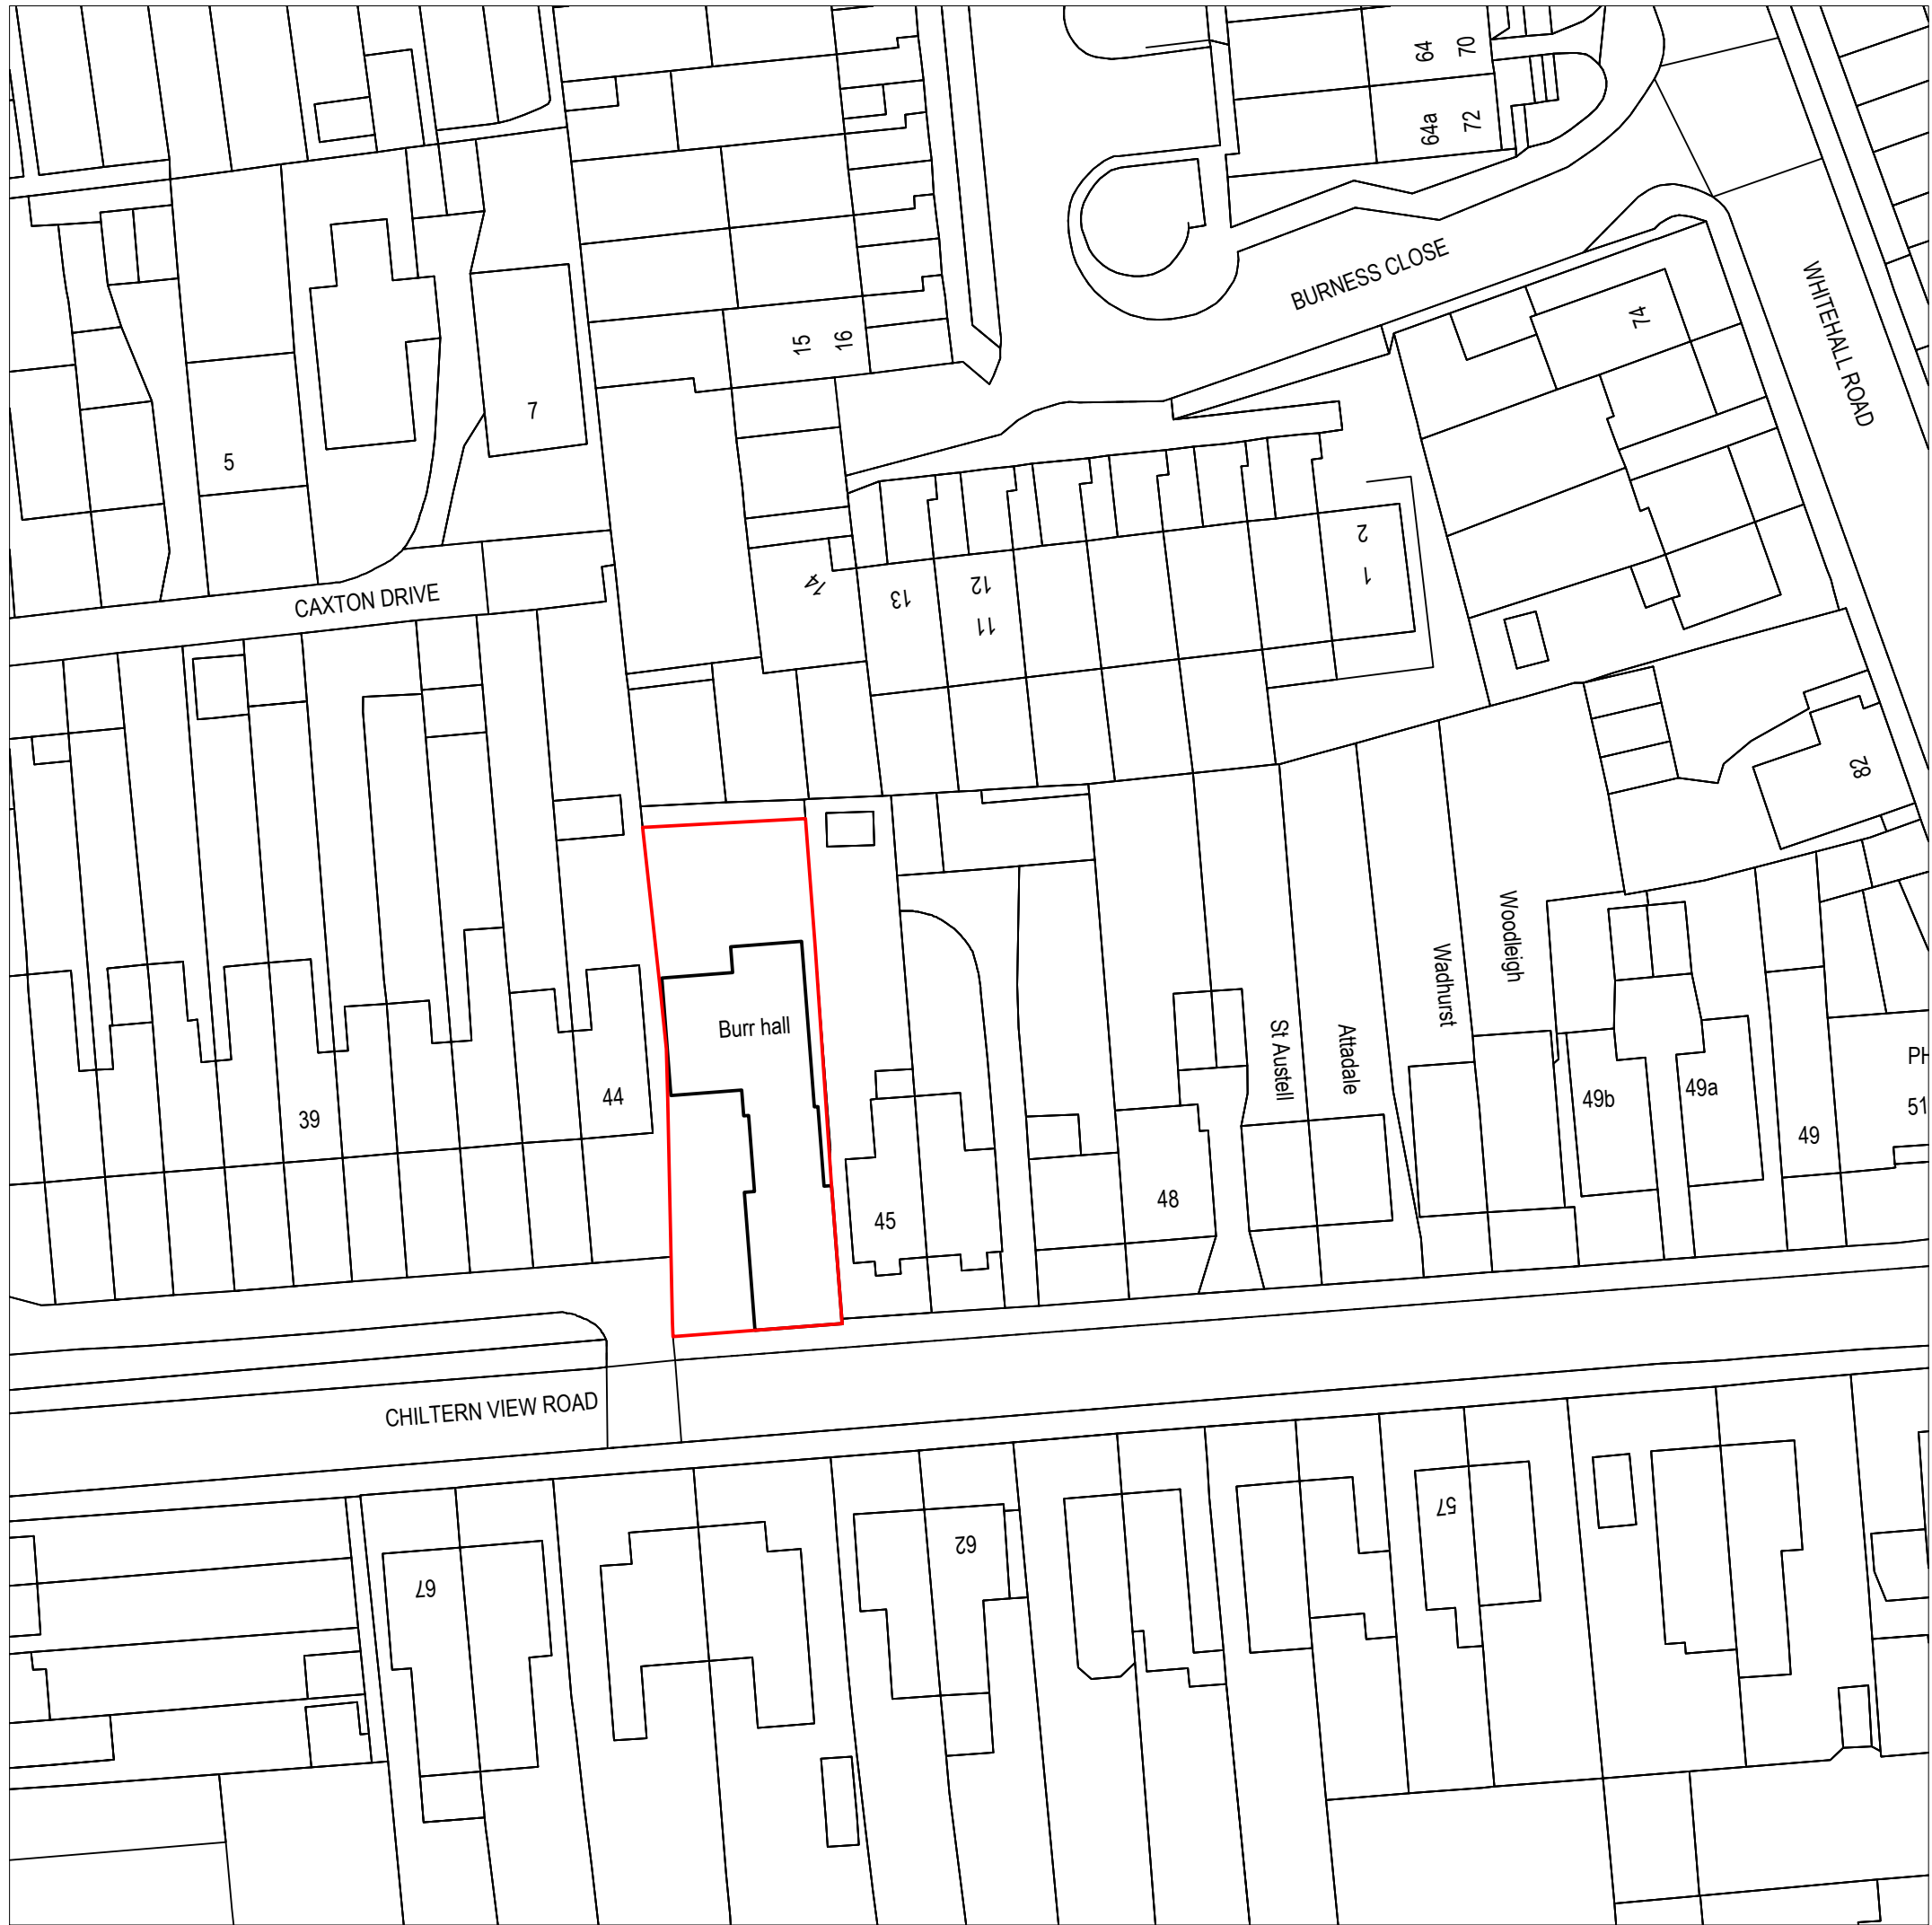 64
70
64a
72
BURNESS CLOSE
WHITEHALL ROAD
74
15
16
7
5
2
1
14
13
12
11
CAXTON DRIVE
82
Woodleigh
Wadhurst
St Austell
Attadale
Burr hall
44
39
45
48
49b
49a
49
PH
51
CHILTERN VIEW ROAD
57
62
67